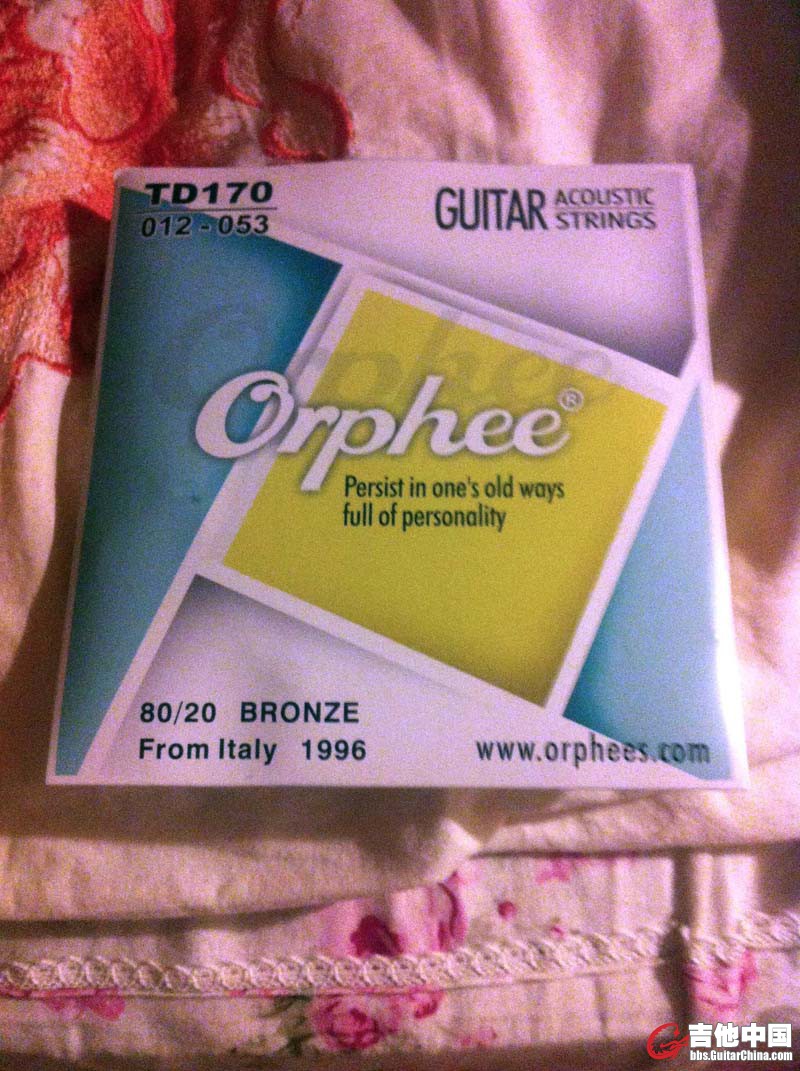 TD170
012 - 053
GUITAR ACOUSTIC STRINGS
Orphee
Orphee®
Persist in one's old ways
full of personality
80/20 BRONZE
From Italy 1996
www.orphees.com
吉他中国
bbs.GuitarChina.com